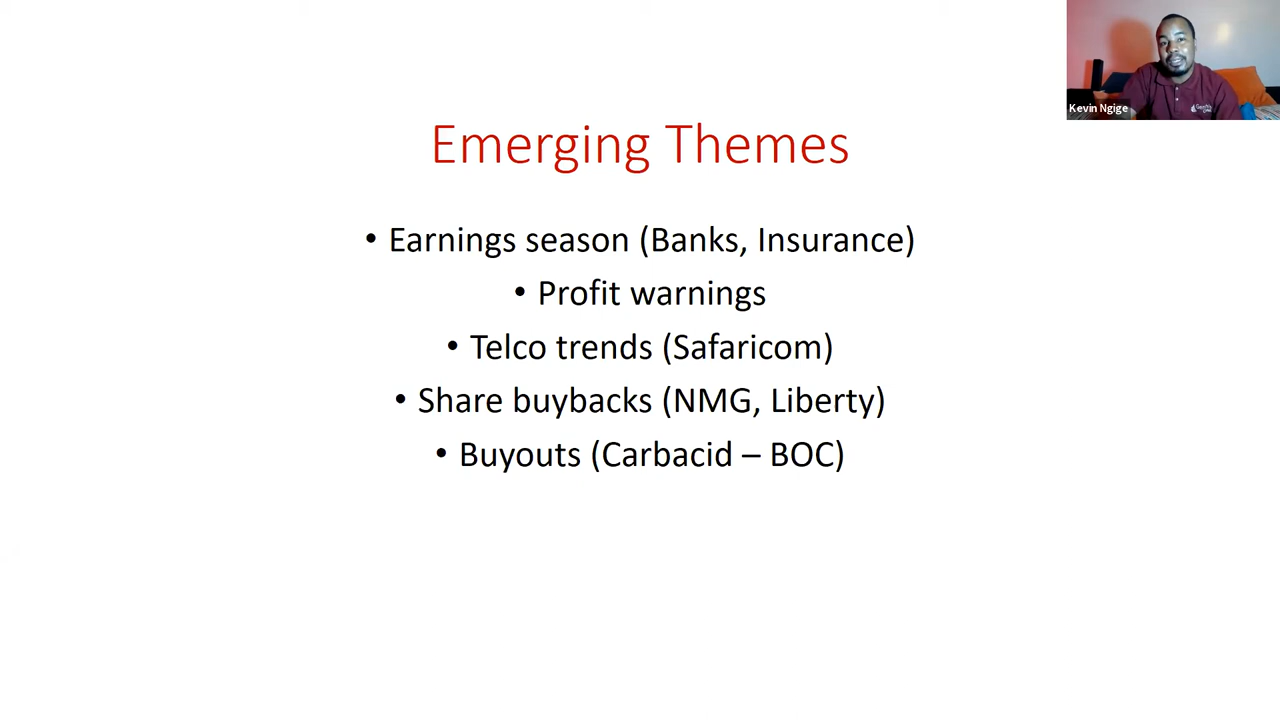 Kevin Ngige
Emerging Themes
• Earnings season (Banks, Insurance)
• Profit warnings
• Telco trends (Safaricom)
• Share buybacks (NMG, Liberty)
• Buyouts (Carbacid – BOC)